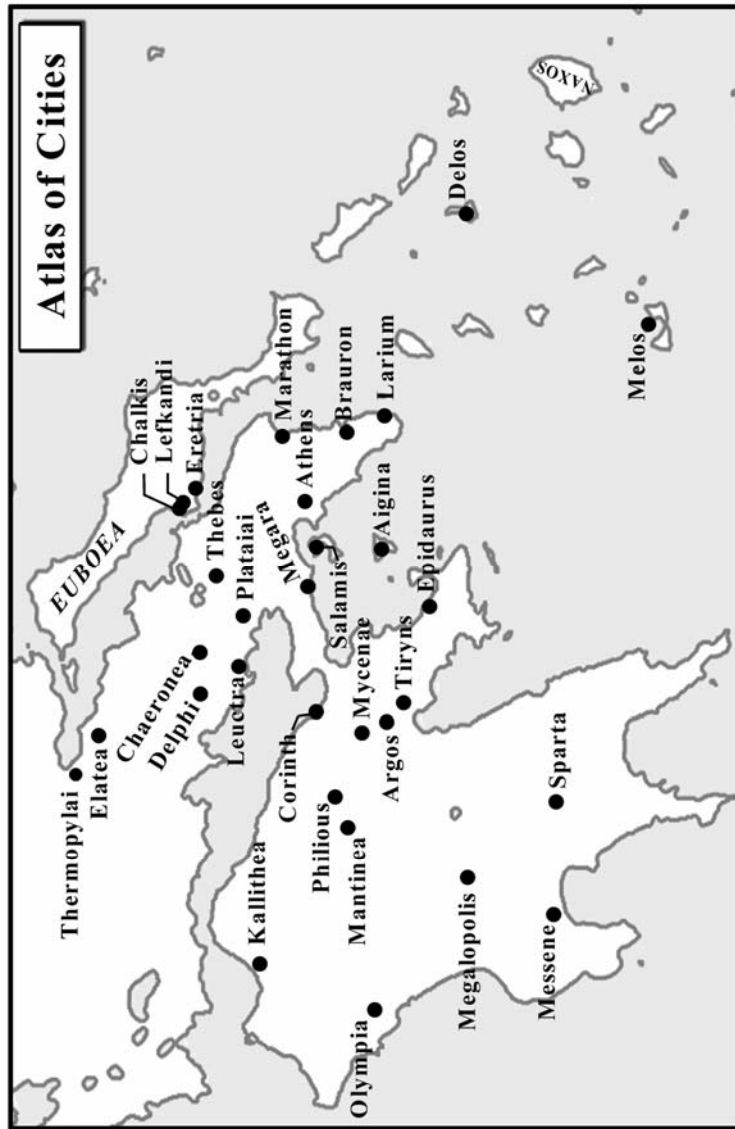 Atlas of Cities
NAXOS
Delos
Melos
EUBOEA
Chalkis
Lefkandi
Eretria
Marathon
Brauron
Larium
Athens
Thebes
Plataiai
Megara
Salamis
Aigina
Epidaurus
Thermopylai
Elatea
Chaeronea
Delphi
Leuctra
Corinth
Mycenae
Tiryns
Argos
Philious
Mantinea
Kallithea
Olympia
Megalopolis
Sparta
Messene